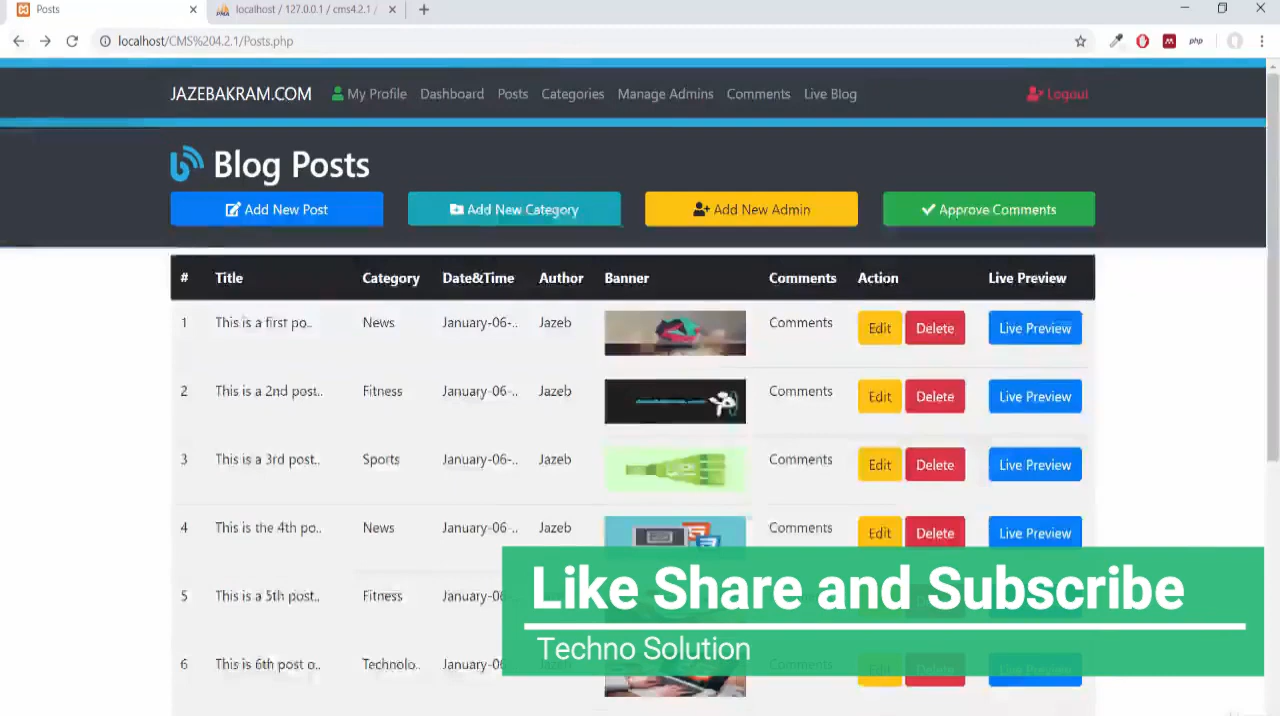 Posts
localhost / 127.0.0.1 / cms4.2.1 /
localhost/CMS%204.2.1/Posts.php
php
JAZEBAKRAM.COM My Profile Dashboard Posts Categories Manage Admins Comments Live Blog Logout
Blog Posts
Add New Post Add New Category Add New Admin Approve Comments
# Title Category Date&Time Author Banner Comments Action Live Preview
1 This is a first po.. News January-06-.. Jazeb Comments Edit Delete Live Preview
2 This is a 2nd post.. Fitness January-06-.. Jazeb Comments Edit Delete Live Preview
3 This is a 3rd post.. Sports January-06-.. Jazeb Comments Edit Delete Live Preview
4 This is the 4th po.. News January-06-.. Jazeb Comments Edit Delete Live Preview
5 This is a 5th post.. Fitness January-06
6 This is 6th post o.. Technolo.. January-06
Like Share and Subscribe
Techno Solution